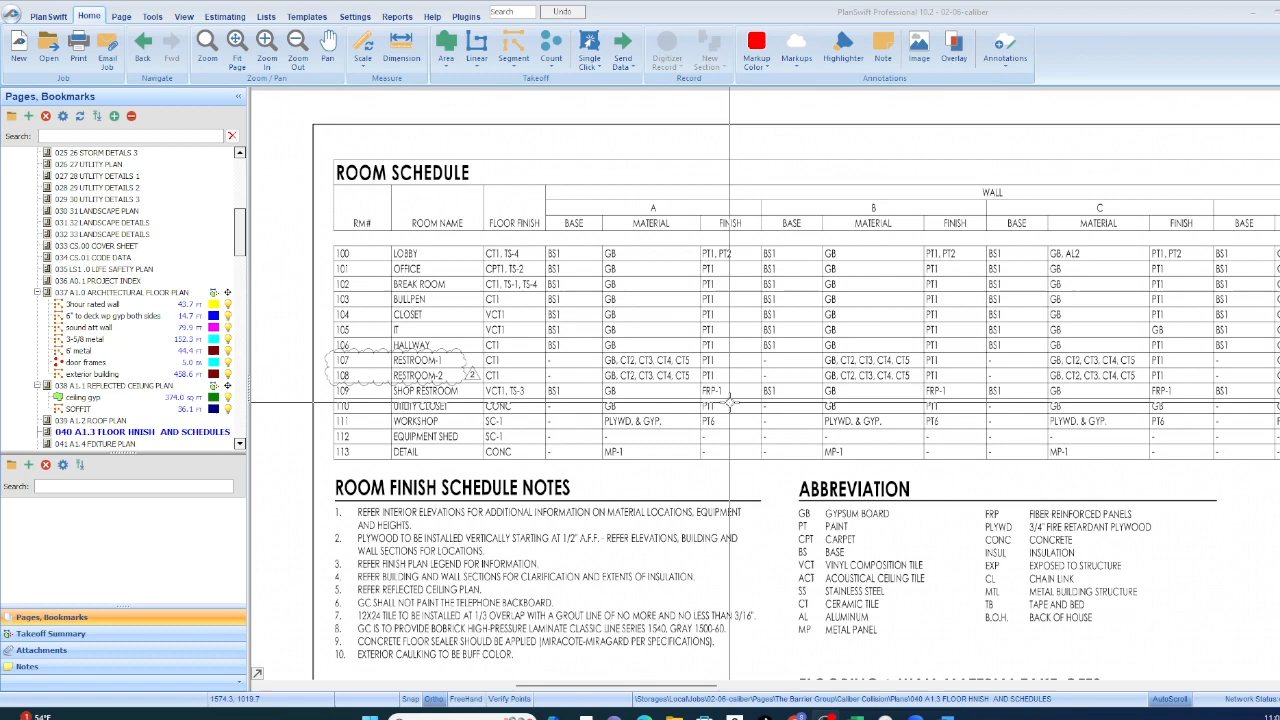 PlanSwift Professional 10.2 - 02-06-caliber
PlanSwift Home Page Tools View Estimating Lists Templates Settings Reports Help Plugins Search Undo
New Open Print Email Job Back Fwd Zoom Fit Page Zoom In Zoom Out Pan Scale Dimension Area Linear Segment Count Single Click Send Data Digitizer Record New Section Markup Color Markups Highlighter Note Image Overlay Annotations
Job Navigate Zoom / Pan Measure Takeoff Record Annotations
Pages, Bookmarks
Search:
025 26 STORM DETALS 3
026 27 UTLITY PLAN
027 28 UTILITY DETAILS 1
028 29 UTILITY DETAILS 2
029 30 UTILITY DETAILS 3
030 31 LANDSCAPE PLAN
031 32 LANDSCAPE DETAILS
032 33 LANDSCAPE DETAILS
033 CS.00 COVER SHEET
034 CS.01 CODE DATA
035 LS1 .0 LIFE SAFETY PLAN
036 A0.1 PROJECT INDEX
037 A1.0 ARCHITECTURAL FLOOR PLAN
3hour rated wall 43.7 FT
6" to deck wp gyp both sides 14.7 FT
sound att wall 79.9 FT
3-5/8 metal 152.3 FT
6' metal 44.4 FT
door frames 5.0 FT
exterior building 458.6 FT
038 A1.1 REFLECTED CEILING PLAN
ceiling gyp 374.0 SQ FT
SOFFIT 36.1 FT
039 A1.2 ROOF PLAN
040 A1.3 FLOOR HNISH AND SCHEDULES
041 A1.4 FIXTURE PLAN
Search:
Pages, Bookmarks
Takeoff Summary
Attachments
Notes
ROOM SCHEDULE
WALL
A B C
RM# ROOM NAME FLOOR FINISH BASE MATERIAL FINISH BASE MATERIAL FINISH BASE MATERIAL FINISH BASE
100 LOBBY CT1, TS-4 BS1 GB PT1, PT2 BS1 GB PT1, PT2 BS1 GB, AL2 PT1, PT2 BS1
101 OFFICE CPT1, TS-2 BS1 GB PT1 BS1 GB PT1 BS1 GB PT1 BS1
102 BREAK ROOM CT1, TS-1, TS-4 BS1 GB PT1 BS1 GB PT1 BS1 GB PT1 BS1
103 BULLPEN CT1 BS1 GB PT1 BS1 GB PT1 BS1 GB PT1 BS1
104 CLOSET VCT1 BS1 GB PT1 BS1 GB PT1 BS1 GB PT1 BS1
105 IT VCT1 BS1 GB PT1 BS1 GB PT1 BS1 GB GB BS1
106 HALLWAY CT1 BS1 GB PT1 BS1 GB PT1 BS1 GB PT1 BS1
107 RESTROOM-1 CT1 - GB, CT2, CT3, CT4, CT5 PT1 - GB, CT2, CT3, CT4, CT5 PT1 - GB, CT2, CT3, CT4, CT5 PT1 -
108 RESTROOM-2 2 CT1 - GB, CT2, CT3, CT4, CT5 PT1 - GB, CT2, CT3, CT4, CT5 PT1 - GB, CT2, CT3, CT4, CT5 PT1 -
109 SHOP RESTROOM VCT1, TS-3 BS1 GB FRP-1 BS1 GB FRP-1 BS1 GB FRP-1 BS1
110 UTILITY CLOSET CONC - GB PT1 - GB PT1 - GB GB -
111 WORKSHOP SC-1 - PLYWD. & GYP. PT6 - PLYWD. & GYP. PT6 - PLYWD. & GYP. PT6 -
112 EQUIPMENT SHED SC-1 - - - - - - - - - -
113 DETAIL CONC - MP-1 - - MP-1 - - MP-1 - -
ROOM FINISH SCHEDULE NOTES
1. REFER INTERIOR ELEVATIONS FOR ADDITIONAL INFORMATION ON MATERIAL LOCATIONS, EQUIPMENT
AND HEIGHTS.
2. PLYWOOD TO BE INSTALLED VERTICALLY STARTING AT 1/2" A.F.F. - REFER ELEVATIONS, BUILDING AND
WALL SECTIONS FOR LOCATIONS.
3. REFER FINISH PLAN LEGEND FOR INFORMATION.
4. REFER BUILDING AND WALL SECTIONS FOR CLARIFICATION AND EXTENTS OF INSULATION.
5. REFER REFLECTED CEILING PLAN.
6. GC SHALL NOT PAINT THE TELEPHONE BACKBOARD.
7. 12X24 TILE TO BE INSTALLED AT 1/3 OVERLAP WITH A GROUT LINE OF NO MORE AND NO LESS THAN 3/16".
8. GC IS TO PROVIDE BOBRICK HIGH-PRESSURE LAMINATE CLASSIC LINE SERIES 1540, GRAY 1500-60.
9. CONCRETE FLOOR SEALER SHOULD BE APPLIED (MIRACOTE-MIRAGARD PER SPECIFICATIONS).
10. EXTERIOR CAULKING TO BE BUFF COLOR.
ABBREVIATION
GB GYPSUM BOARD FRP FIBER REINFORCED PANELS
PT PAINT PLYWD 3/4" FIRE RETARDANT PLYWOOD
CPT CARPET CONC CONCRETE
BS BASE INSUL INSULATION
VCT VINYL COMPOSITION TILE EXP EXPOSED TO STRUCTURE
ACT ACOUSTICAL CEILING TILE CL CHAIN LINK
SS STAINLESS STEEL MTL METAL BUILDING STRUCTURE
CT CERAMIC TILE TB TAPE AND BED
AL ALUMINUM B.O.H. BACK OF HOUSE
MP METAL PANEL
1574.3, 1019.7 Snap Ortho FreeHand Verify Points \Storages\LocalJobs\02-06-caliber\Pages\The Barrier Group\Caliber Collision\Plans\040 A1.3 FLOOR HNISH AND SCHEDULES AutoScroll Network Status:
54°F